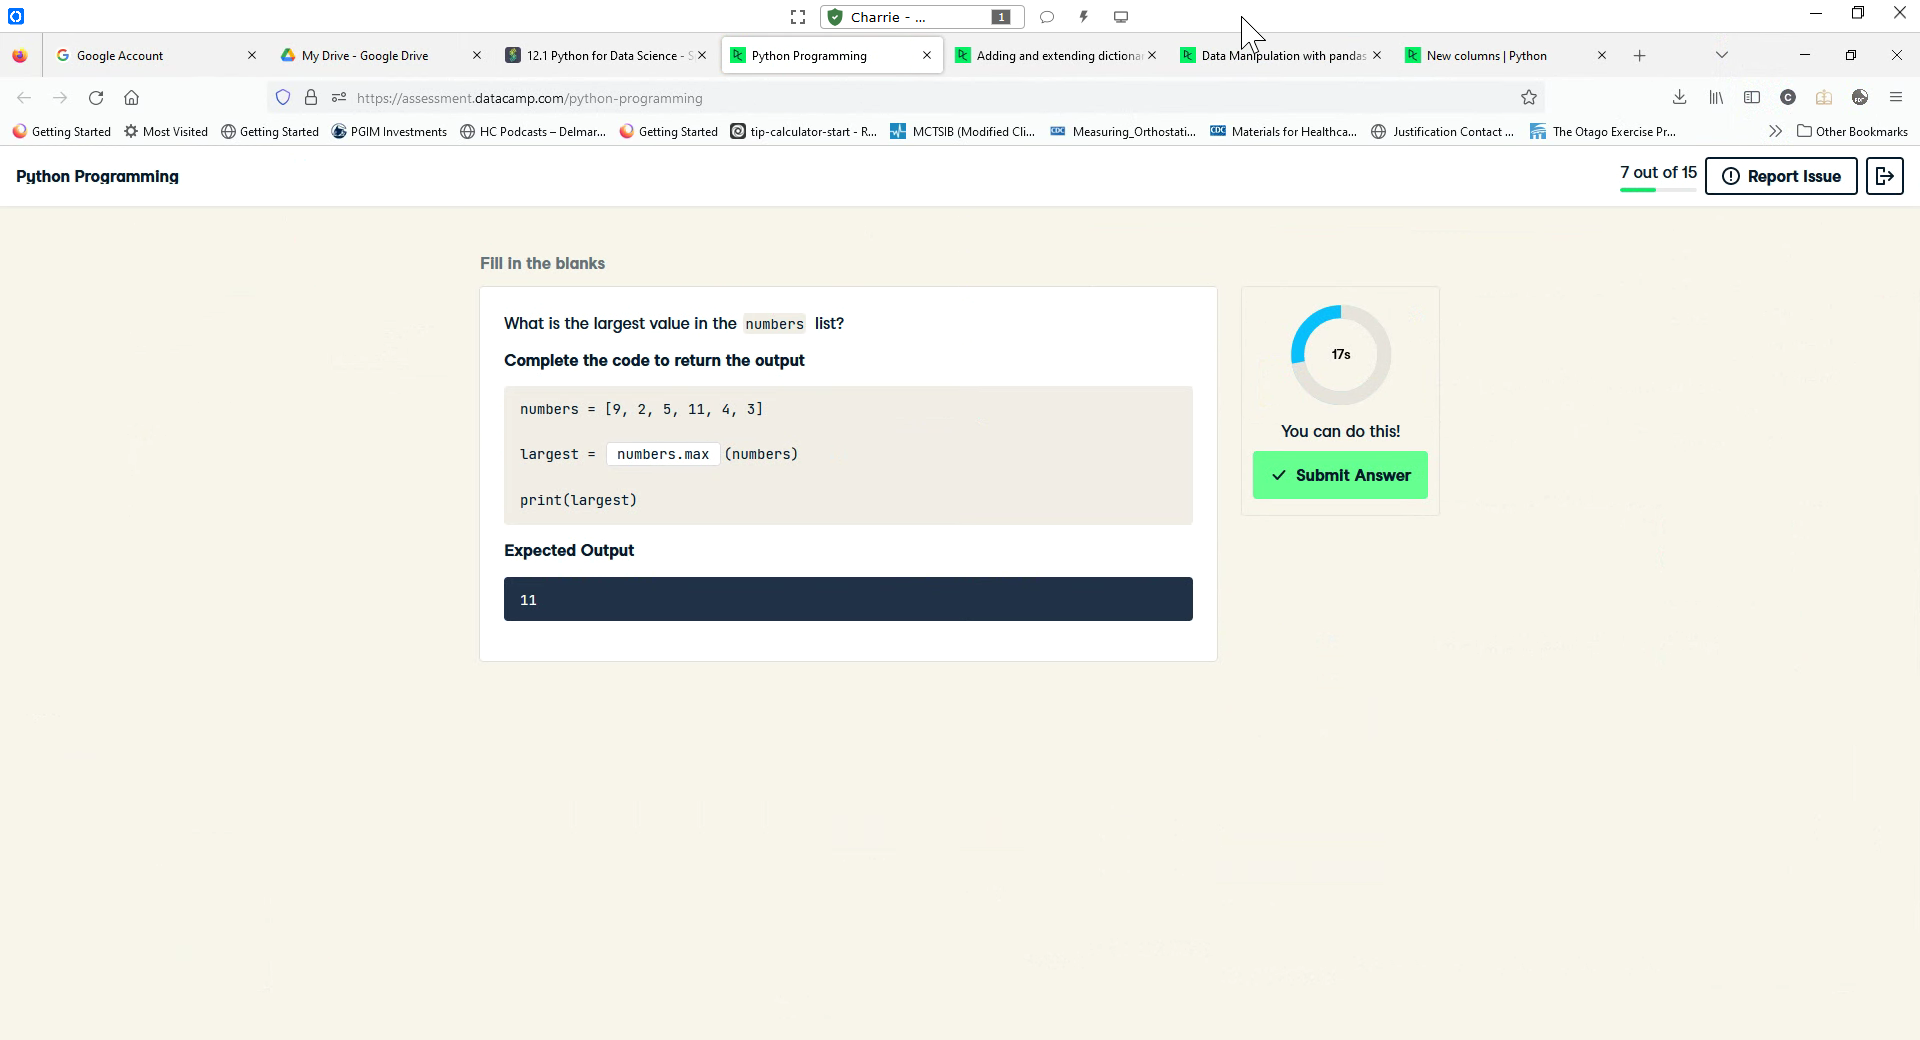 Charrie - ...
1
Google Account
My Drive - Google Drive
12.1 Python for Data Science - S
Python Programming
Adding and extending dictionar
Data Manipulation with pandas
New columns | Python
https://assessment.datacamp.com/python-programming
C
PDF
Getting Started
Most Visited
Getting Started
PGIM Investments
HC Podcasts – Delmar...
Getting Started
tip-calculator-start - R...
MCTSIB (Modified Cli...
CDC
Measuring_Orthostati...
CDC
Materials for Healthca...
Justification Contact ...
The Otago Exercise Pr...
Other Bookmarks
Python Programming
7 out of 15
Report Issue
Fill in the blanks
What is the largest value in the numbers list?
Complete the code to return the output
numbers = [9, 2, 5, 11, 4, 3]
largest = numbers.max (numbers)
print(largest)
Expected Output
11
17s
You can do this!
Submit Answer